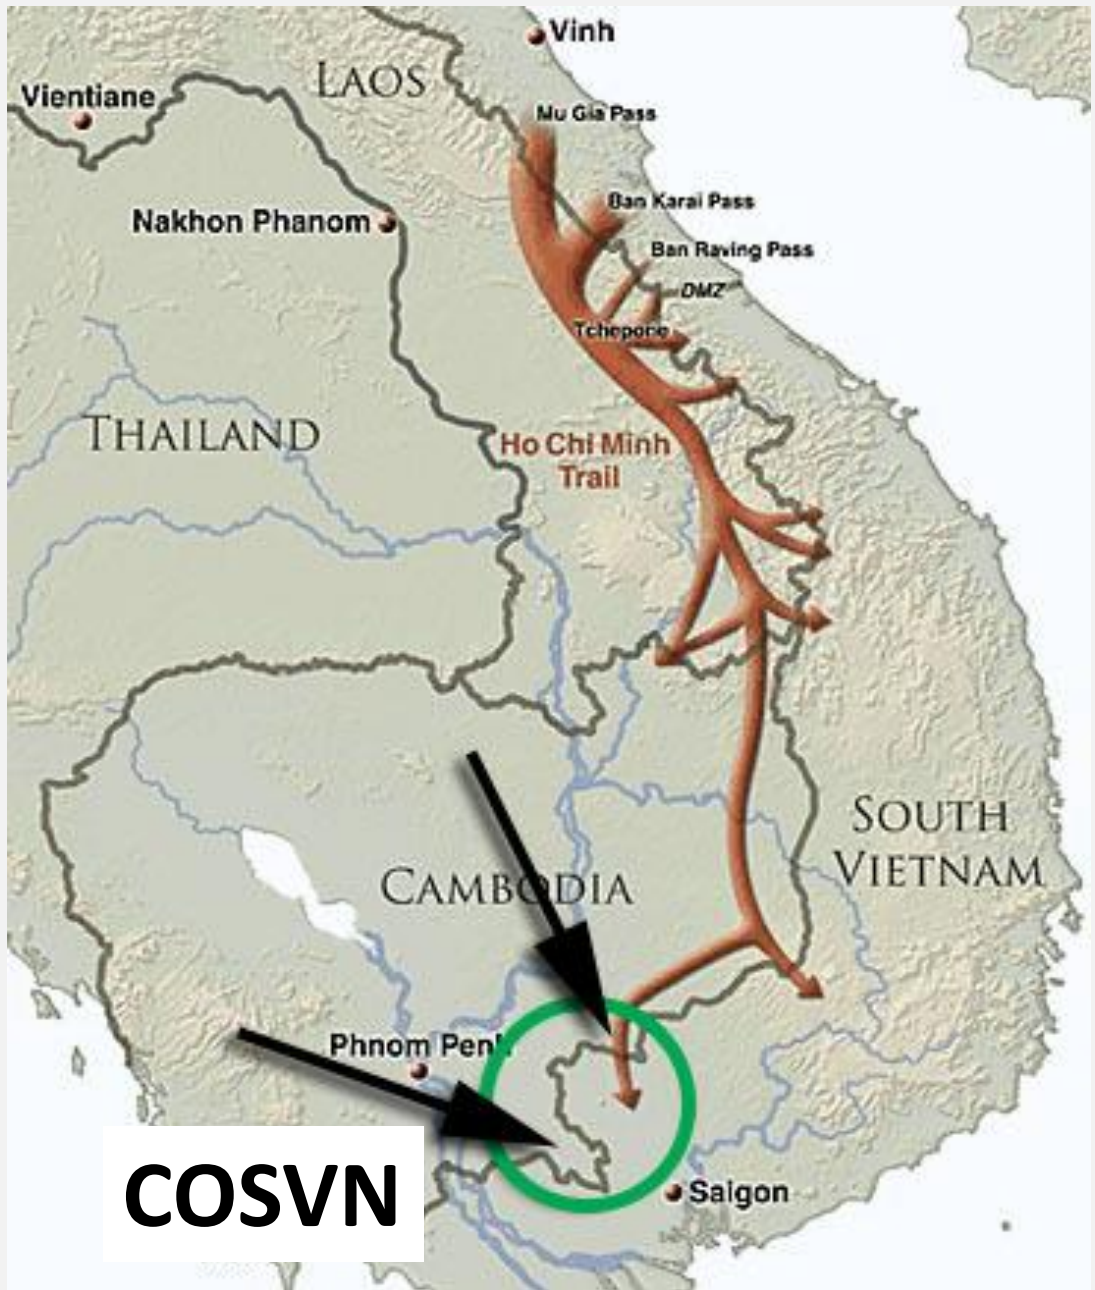 Vinh
LAOS
Vientiane
Mu Gia Pass
Ban Karai Pass
Nakhon Phanom
Ban Raving Pass
DMZ
Tchepone
THAILAND
Ho Chi Minh
Trail
SOUTH
VIETNAM
CAMBODIA
Phnom Penh
COSVN
Saigon